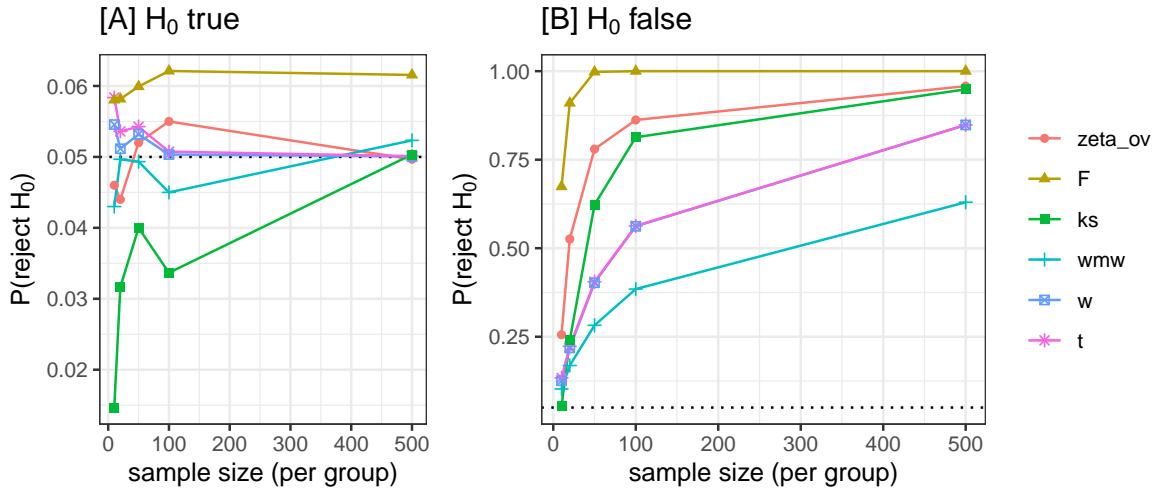 [A] H₀ true
P(reject H₀)
0.06
0.05
0.04
0.03
0.02
0 100 200 300 400 500
sample size (per group)
[B] H₀ false
P(reject H₀)
1.00
0.75
0.50
0.25
0 100 200 300 400 500
sample size (per group)
zeta_ov
F
ks
wmw
w
t